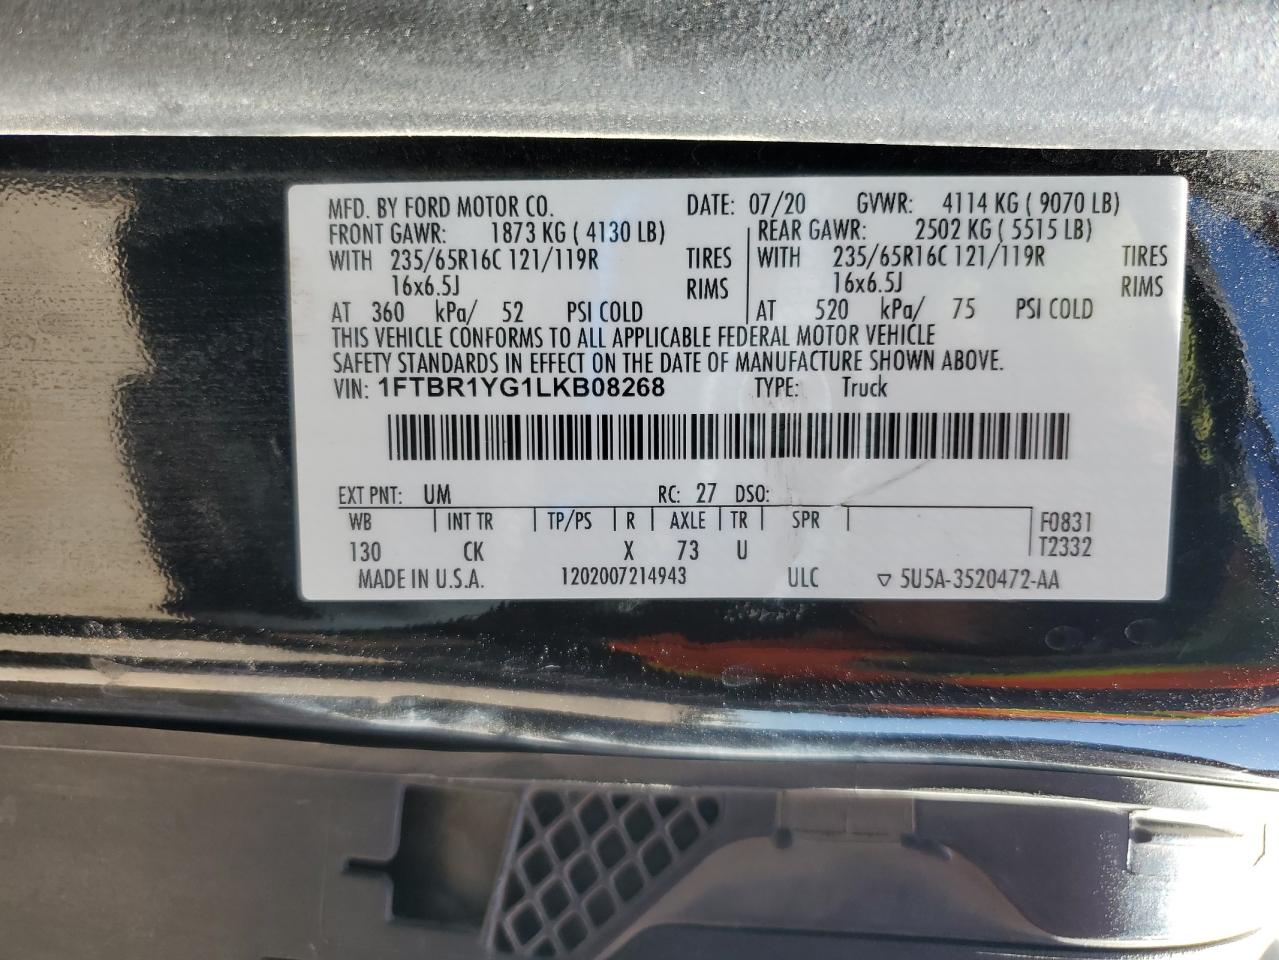 MFD. BY FORD MOTOR CO. DATE: 07/20 GVWR: 4114 KG ( 9070 LB)
FRONT GAWR: 1873 KG ( 4130 LB) REAR GAWR: 2502 KG ( 5515 LB)
WITH 235/65R16C 121/119R TIRES WITH 235/65R16C 121/119R TIRES
16x6.5J RIMS 16x6.5J RIMS
AT 360 kPa/ 52 PSI COLD AT 520 kPa/ 75 PSI COLD
THIS VEHICLE CONFORMS TO ALL APPLICABLE FEDERAL MOTOR VEHICLE
SAFETY STANDARDS IN EFFECT ON THE DATE OF MANUFACTURE SHOWN ABOVE.
VIN: 1FTBR1YG1LKB08268 TYPE: Truck
EXT PNT: UM RC: 27 DSO:
WB INT TR TP/PS R AXLE TR SPR F0831
130 CK X 73 U T2332
MADE IN U.S.A. 1202007214943 ULC ▽ 5U5A-3520472-AA